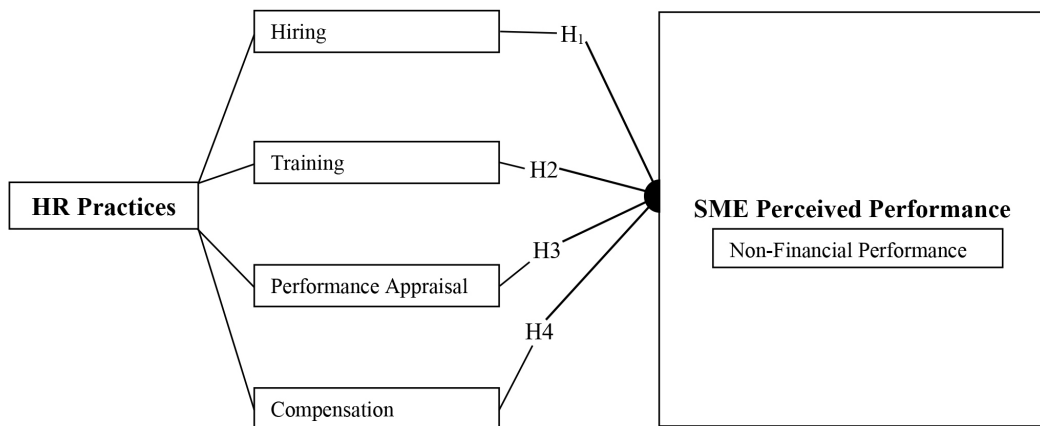 Hiring
H₁
Training
H2
HR Practices
SME Perceived Performance
Non-Financial Performance
H3
Performance Appraisal
H4
Compensation